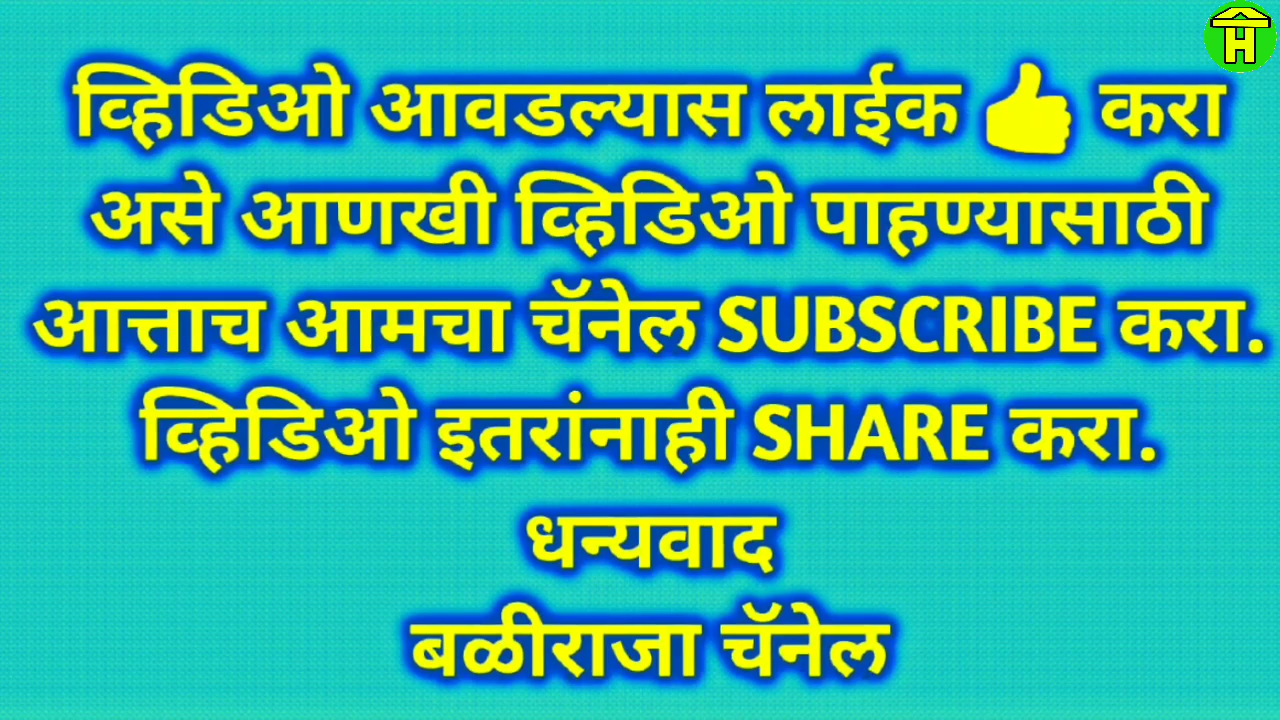 व्हिडिओ आवडल्यास लाईक 👍 करा
असे आणखी व्हिडिओ पाहण्यासाठी
आत्ताच आमचा चॅनेल SUBSCRIBE करा.
व्हिडिओ इतरांनाही SHARE करा.
धन्यवाद
बळीराजा चॅनेल
H